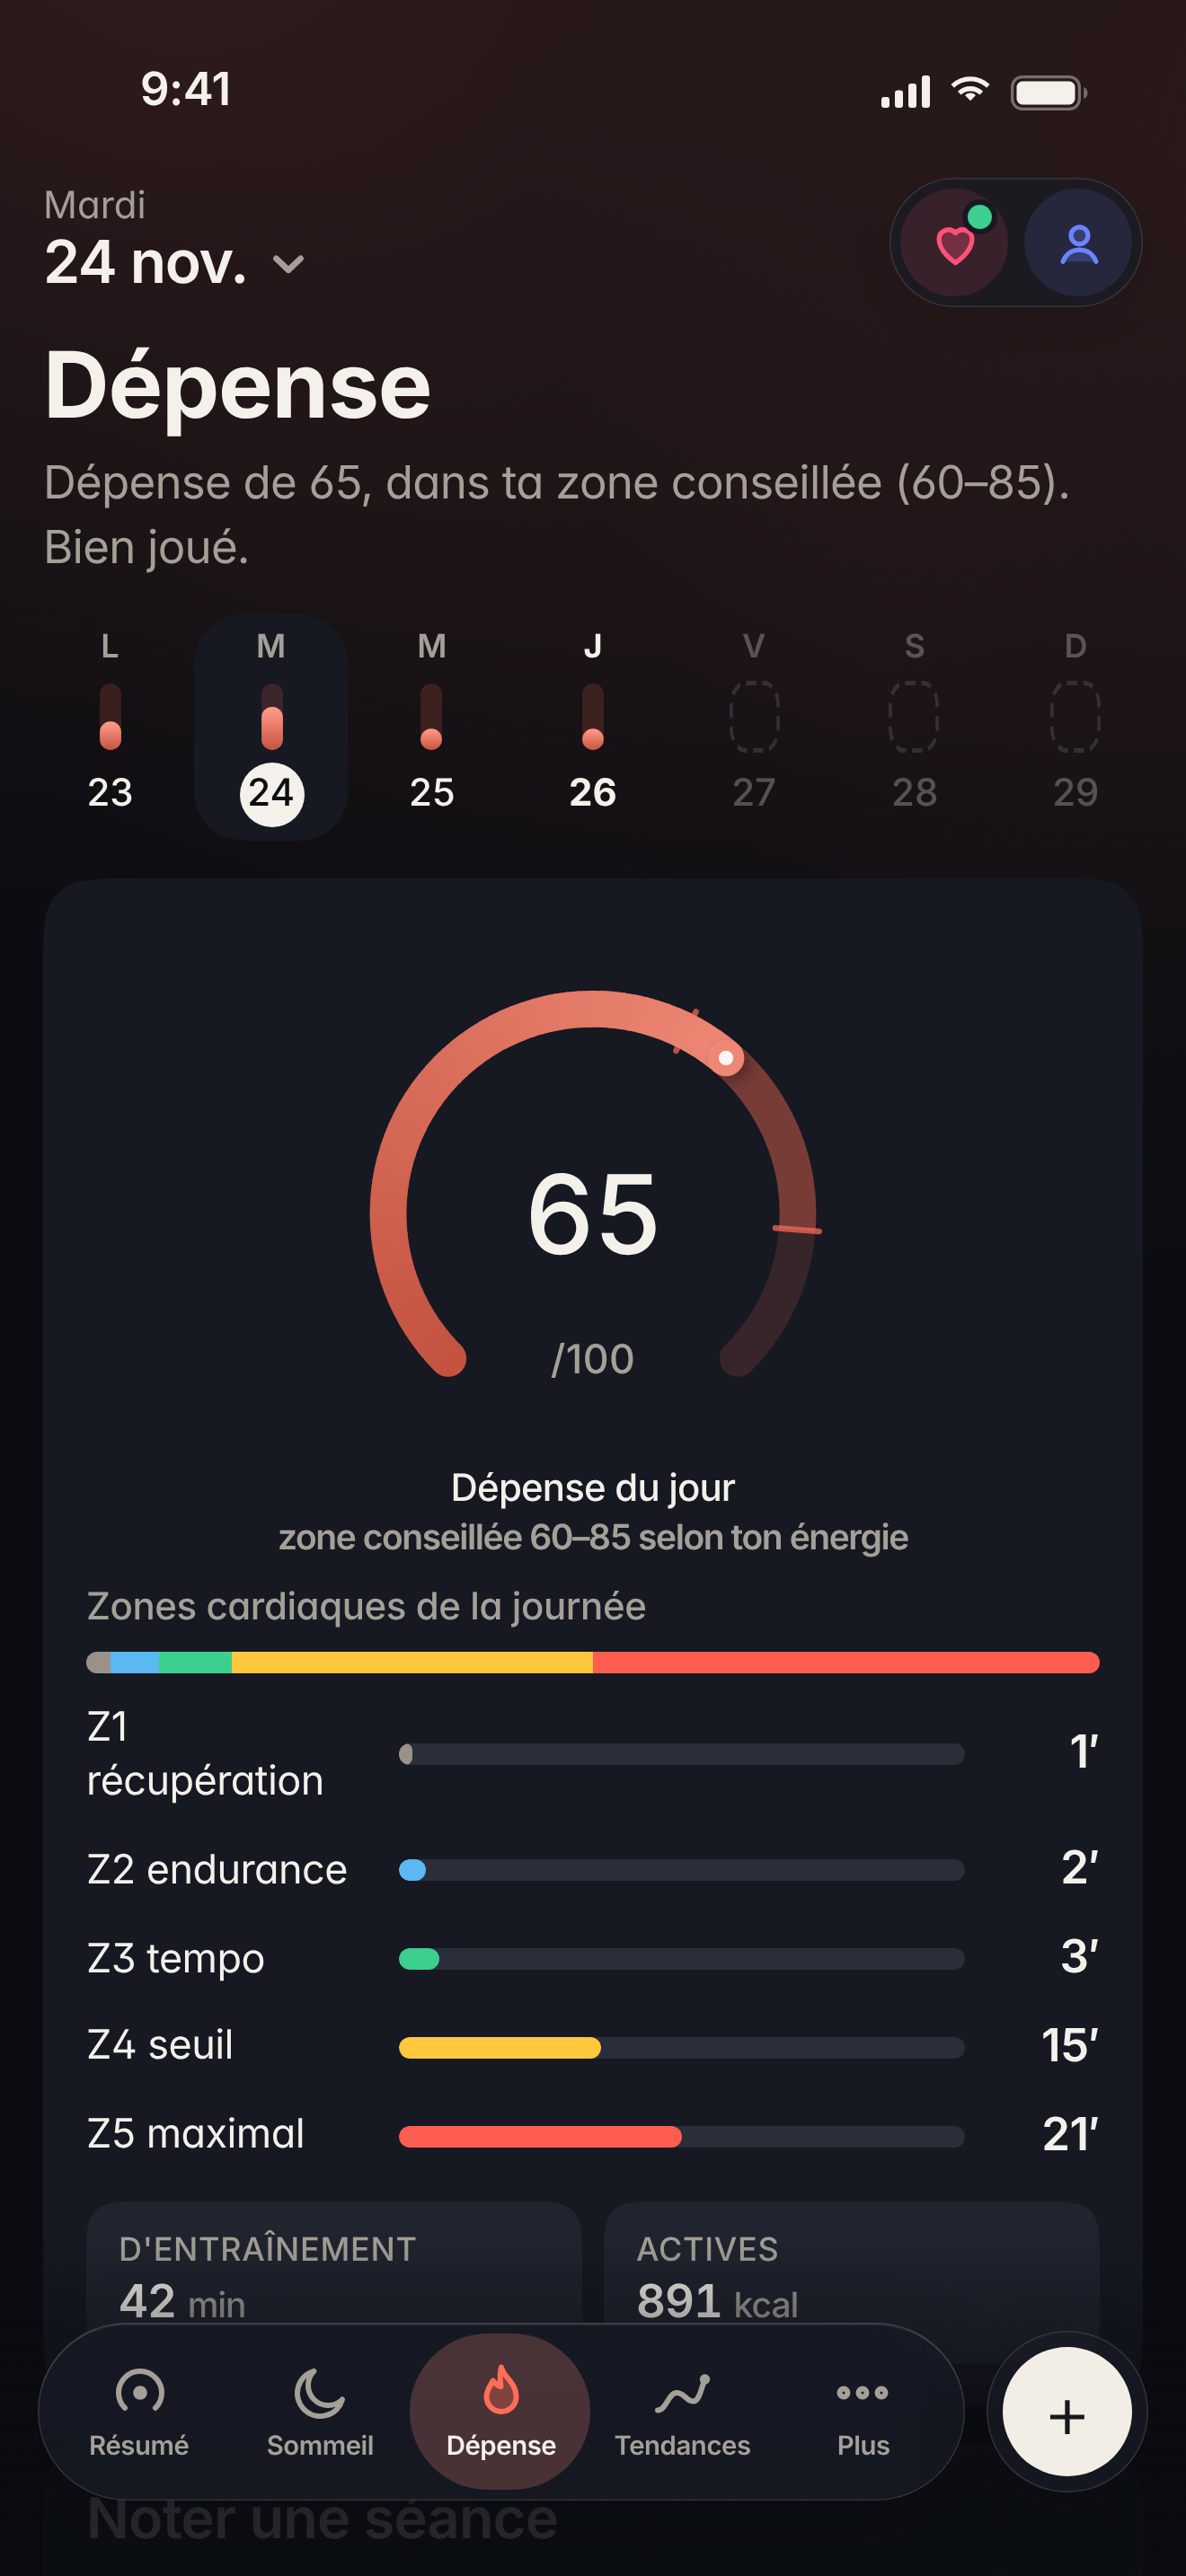 9:41
Mardi
24 nov.
Dépense
Dépense de 65, dans ta zone conseillée (60–85).
Bien joué.
L M M J V S D
23 24 25 26 27 28 29
65
/100
Dépense du jour
zone conseillée 60–85 selon ton énergie
Zones cardiaques de la journée
Z1
récupération 1′
Z2 endurance 2′
Z3 tempo 3′
Z4 seuil 15′
Z5 maximal 21′
D'ENTRAÎNEMENT ACTIVES
42 min 891 kcal
Résumé Sommeil Dépense Tendances Plus
Noter une séance